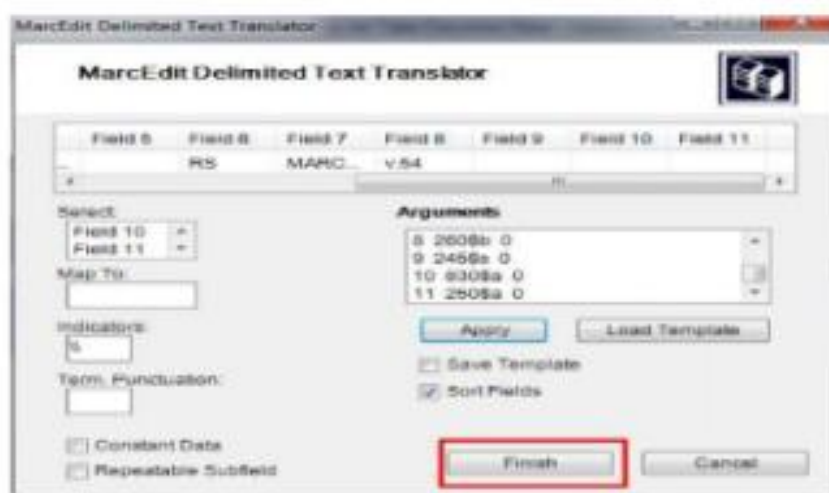 MarcEdit Delimited Text Translator
MarcEdit Delimited Text Translator
Field 5 Field 6 Field 7 Field 8 Field 9 Field 10 Field 11
RS MARC... v.64
Select:
Field 10
Field 11
Map To:
Indicators:
Term. Punctuation:
Constant Data
Repeatable Subfield
Arguments
8 260$b 0
9 245$s 0
10 830$a 0
11 250$a 0
Apply Load Template
Save Template
Sort Fields
Finish Cancel